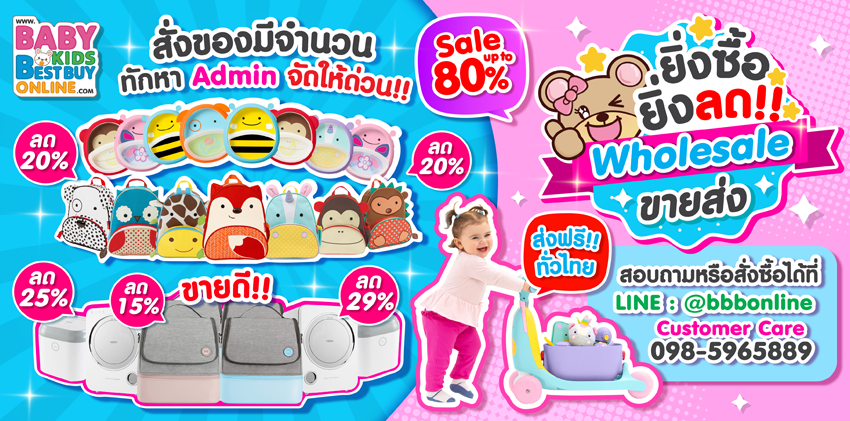 www.
BABY
KIDS
BEST BUY
ONLINE.COM
สั่งของมีจำนวน
ทักหา Admin จัดให้ด่วน!!
Sale
up to
80%
ยิ่งซื้อ
ยิ่งลด!!
Wholesale
ขายส่ง
ลด
20%
ลด
20%
ลด
25%
ลด
15%
ขายดี!!
ลด
29%
ส่งฟรี!!
ทั่วไทย
สอบถามหรือสั่งซื้อได้ที่
LINE : @bbbonline
Customer Care
098-5965889